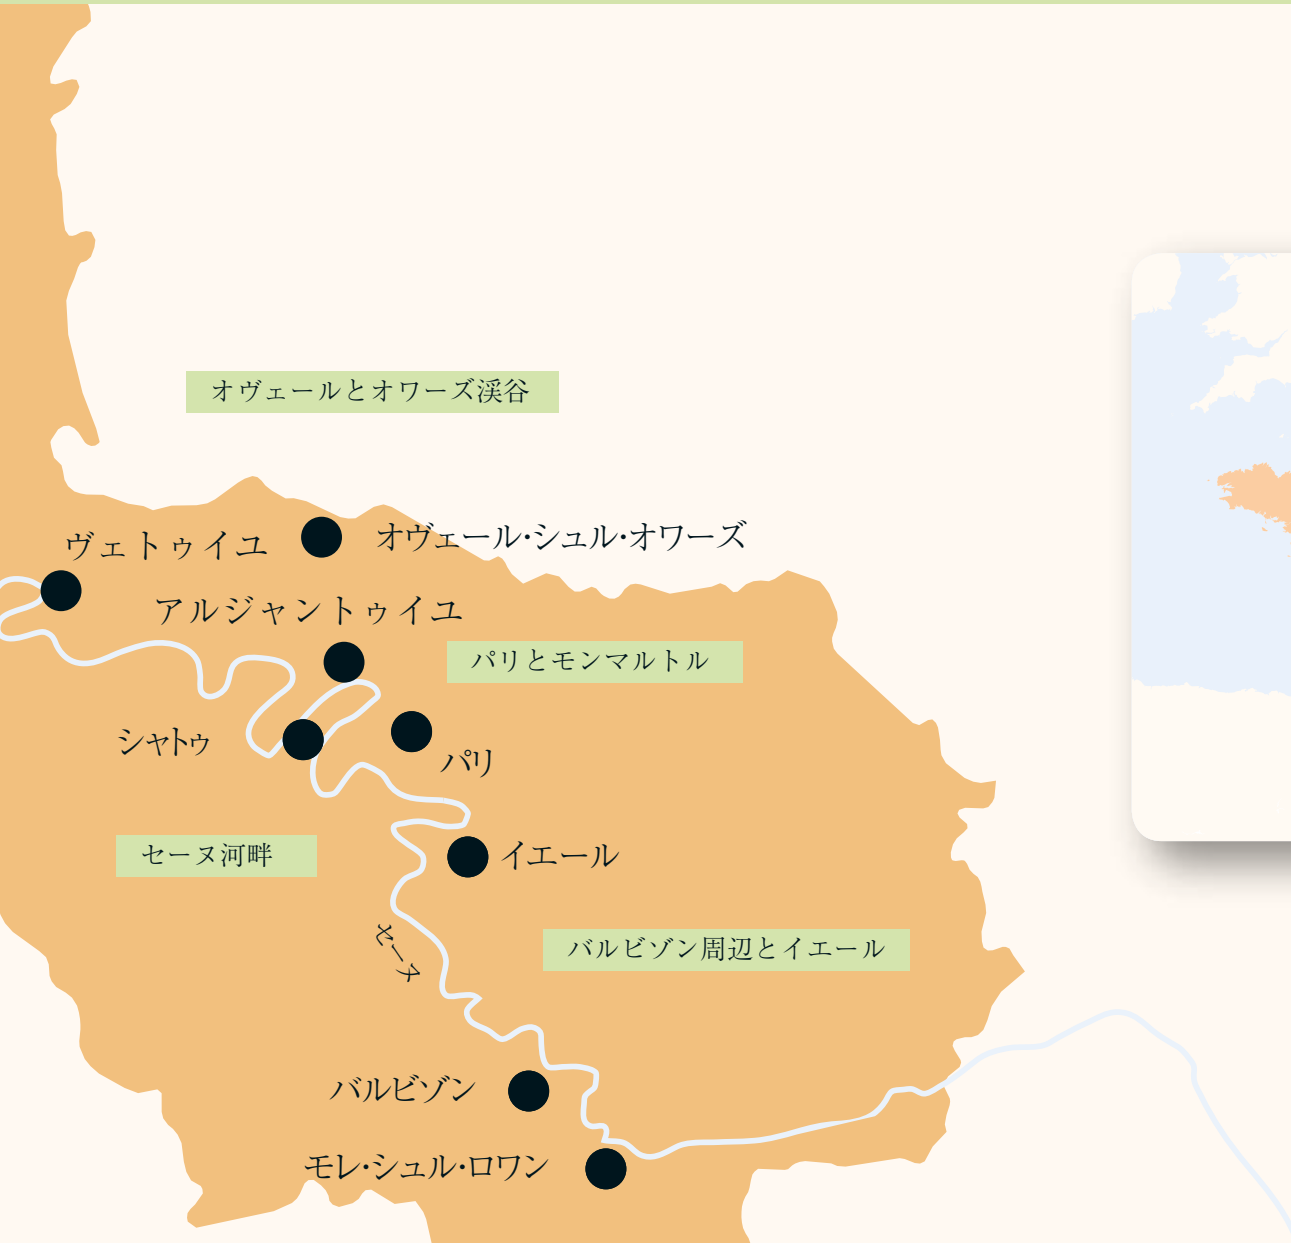 オヴェールとオワーズ渓谷
オヴェール・シュル・オワーズ
ヴェトゥイユ
アルジャントゥイユ
パリとモンマルトル
シャトゥ
パリ
セーヌ河畔
イエール
セーヌ
バルビゾン周辺とイエール
バルビゾン
モレ・シュル・ロワン